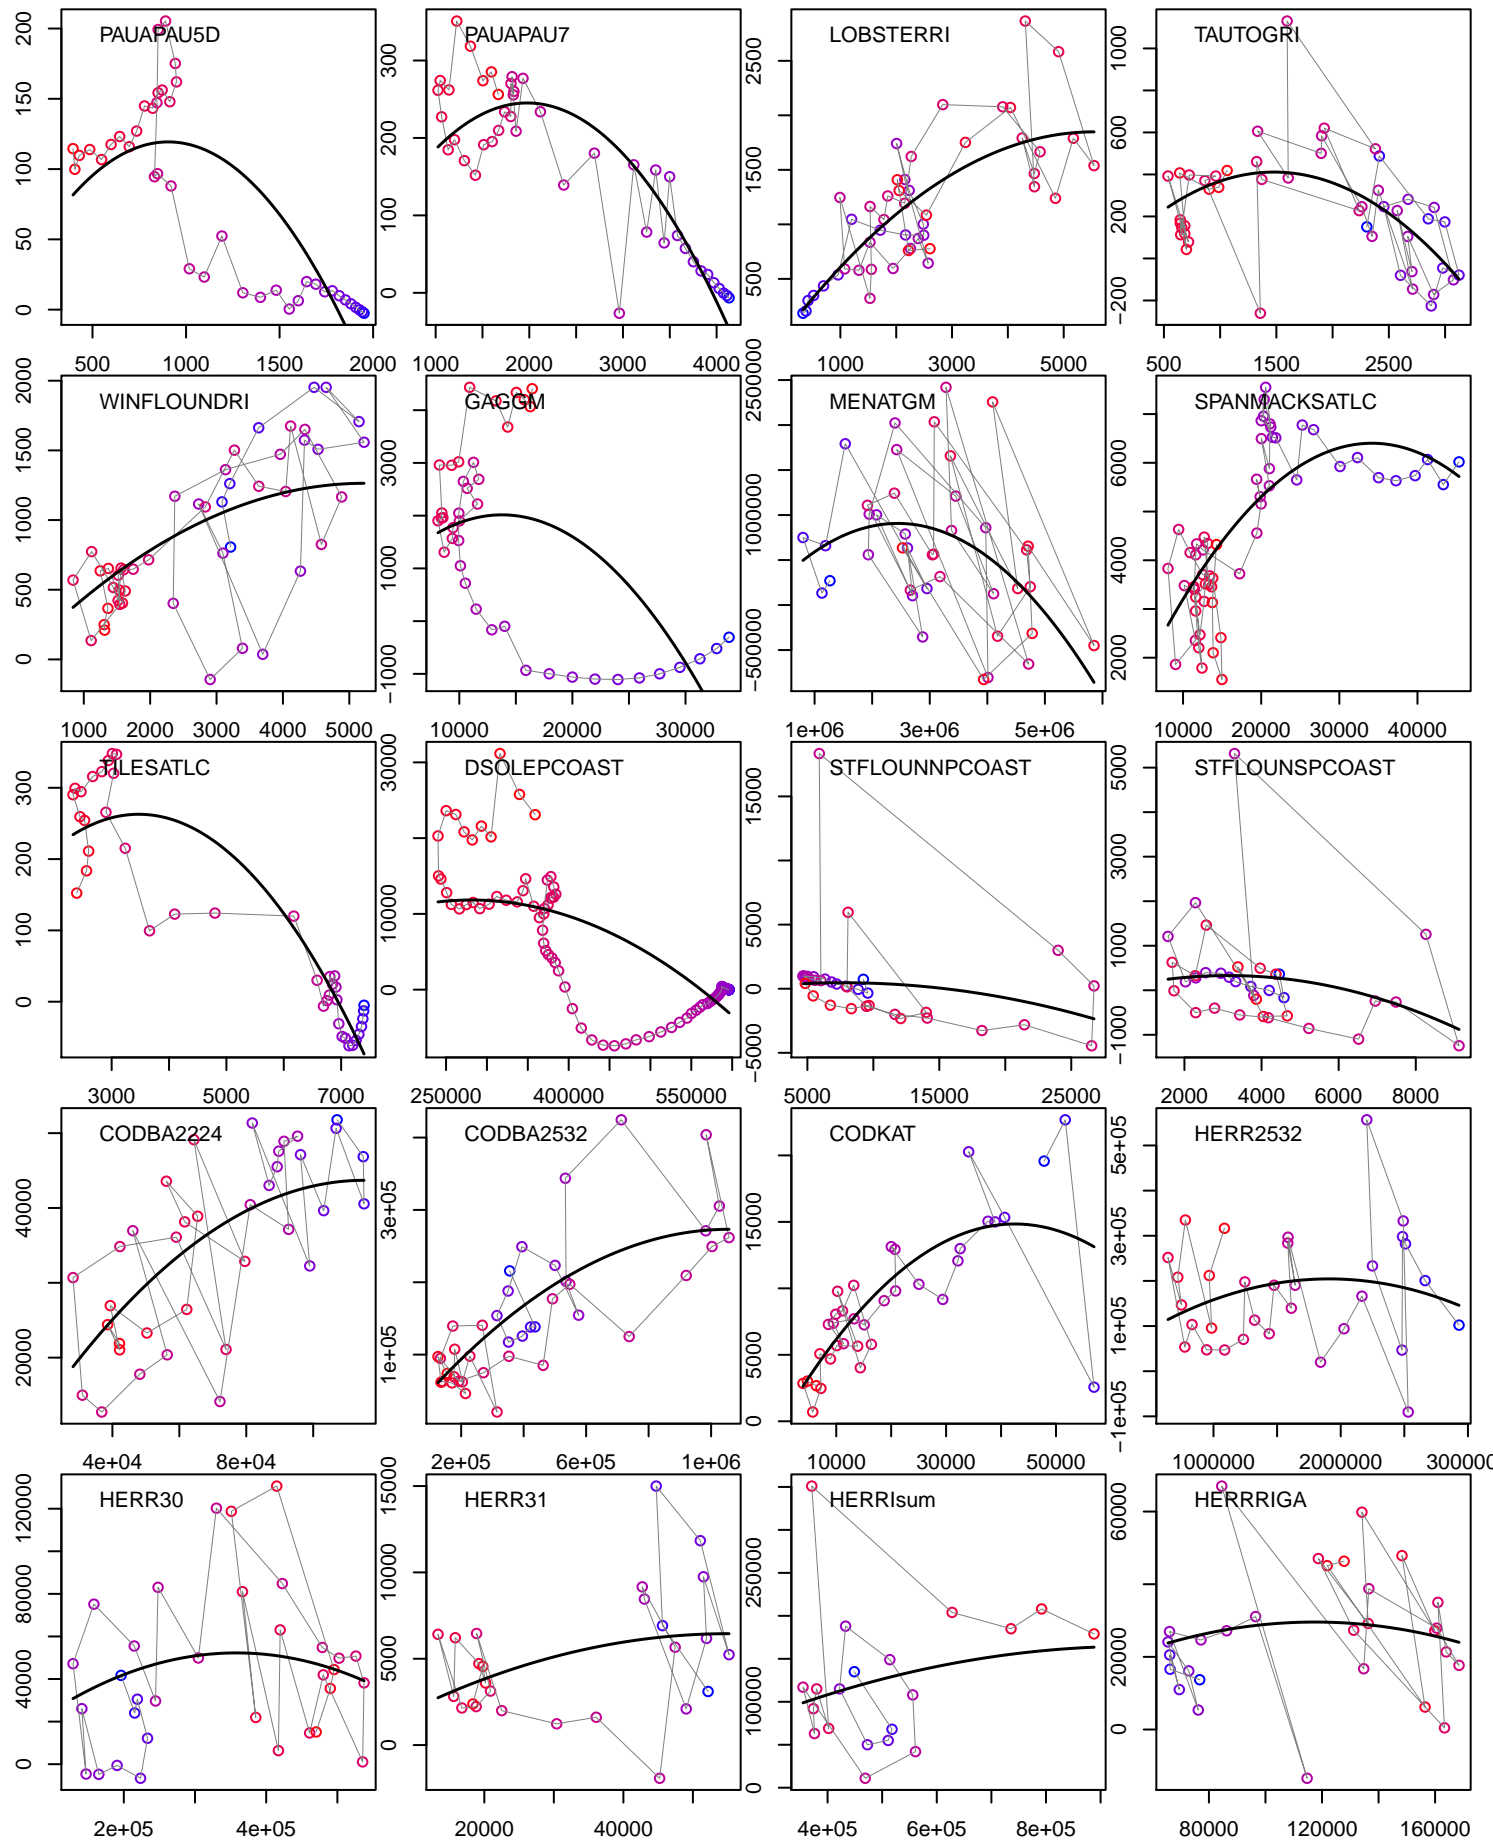 PAUAPAU5D PAUAPAU7 LOBSTERRI TAUTOGRI
0 50 100 150 200
0 100 200 300
500 1500 2500
−200 200 600 1000
500 1000 1500 2000
1000 2000 3000 4000
1000 2000 3000 4000 5000
500 1500 2500
WINFLOUNDRI GAGGM MENATGM SPANMACKSATLC
0 500 1000 1500 2000
−1000 1000 3000
−500000 1000000 2500000
2000 4000 6000
1000 2000 3000 4000 5000
10000 20000 30000
1e+06 3e+06 5e+06
10000 20000 30000 40000
TILESATLC DSOLEPCOAST STFLOUNNPCOAST STFLOUNSPCOAST
0 100 200 300
0 10000 30000
−5000 5000 15000
−1000 1000 3000 5000
3000 5000 7000
250000 400000 550000
5000 15000 25000
2000 4000 6000 8000
CODBA2224 CODBA2532 CODKAT HERR2532
20000 40000
1e+05 3e+05
0 5000 15000
−1e+05 1e+05 3e+05 5e+05
4e+04 8e+04
2e+05 6e+05 1e+06
10000 30000 50000
1000000 2000000 300000
HERR30 HERR31 HERRIsum HERRRIGA
0 40000 80000 120000
0 5000 10000 15000
0 100000 250000
0 20000 60000
2e+05 4e+05
20000 40000
4e+05 6e+05 8e+05
80000 120000 160000